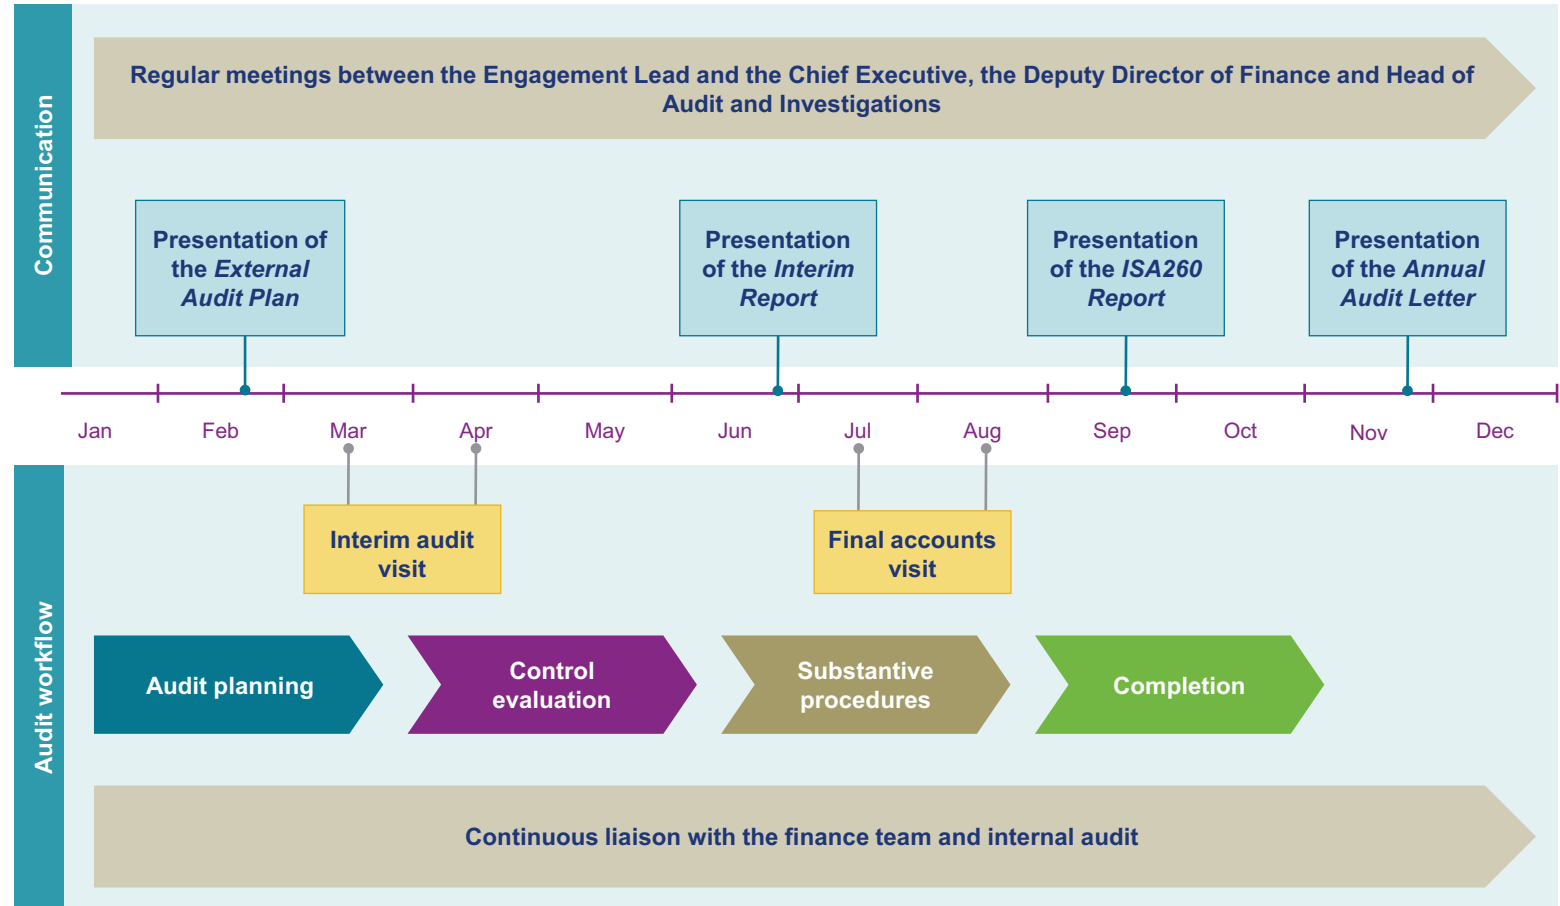 Communication
Regular meetings between the Engagement Lead and the Chief Executive, the Deputy Director of Finance and Head of
Audit and Investigations
Presentation of
the External
Audit Plan
Presentation
of the Interim
Report
Presentation
of the ISA260
Report
Presentation
of the Annual
Audit Letter
Jan Feb Mar Apr May Jun Jul Aug Sep Oct Nov Dec
Audit workflow
Interim audit
visit
Final accounts
visit
Audit planning
Control
evaluation
Substantive
procedures
Completion
Continuous liaison with the finance team and internal audit